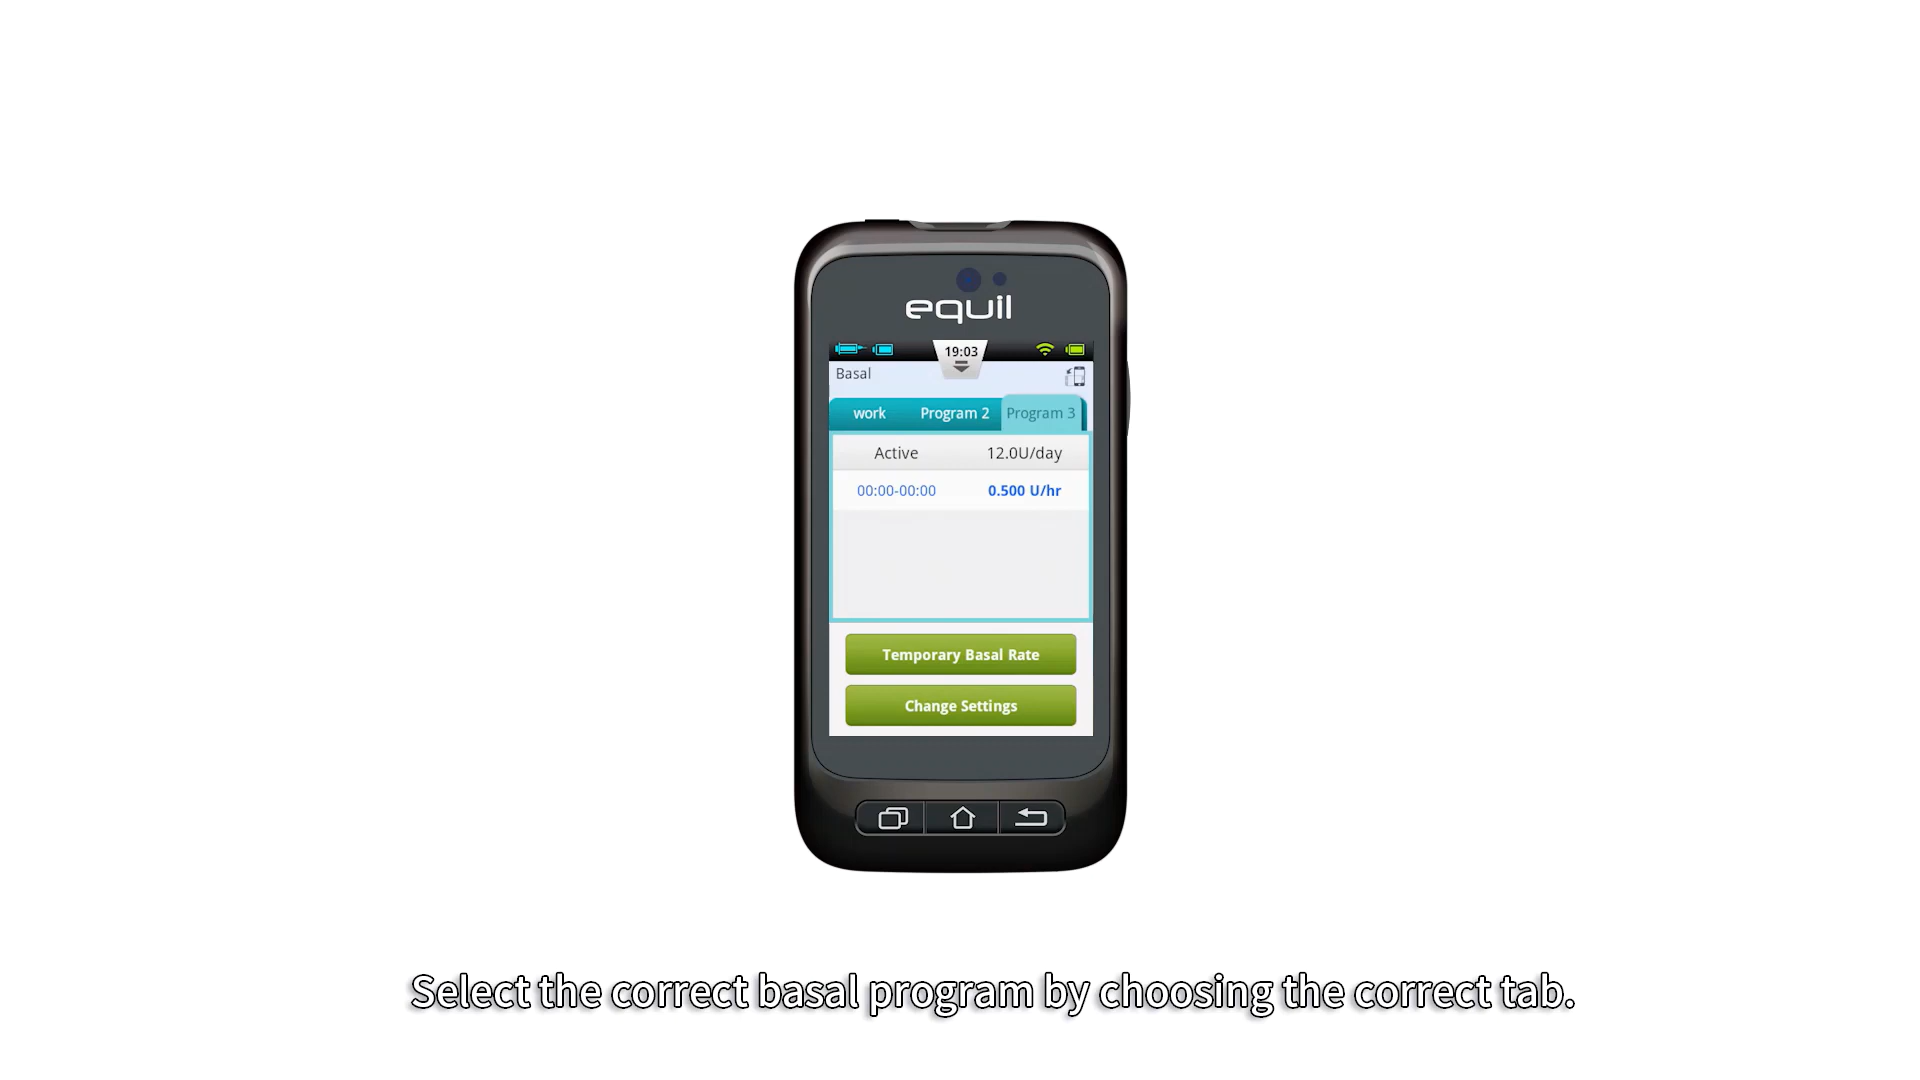 equil
19:03
Basal
work Program 2 Program 3
Active 12.0U/day
00:00-00:00 0.500 U/hr
Temporary Basal Rate
Change Settings
Select the correct basal program by choosing the correct tab.